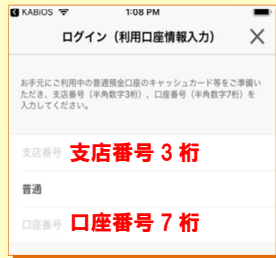 KABIOS 1:08 PM
ログイン（利用口座情報入力）
お手元にご利用中の普通預金口座のキャッシュカード等をご準備い
ただき、支店番号（半角数字3桁）、口座番号（半角数字7桁）を
入力してください。
支店番号 支店番号 3 桁
普通
口座番号 口座番号 7 桁